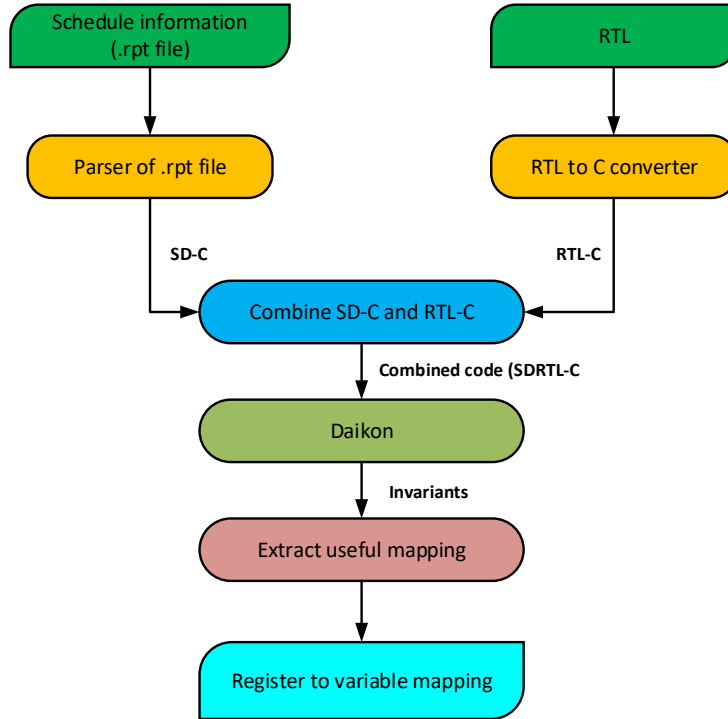 Schedule information
(.rpt file)
RTL
Parser of .rpt file
RTL to C converter
SD-C
RTL-C
Combine SD-C and RTL-C
Combined code (SDRTL-C
Daikon
Invariants
Extract useful mapping
Register to variable mapping